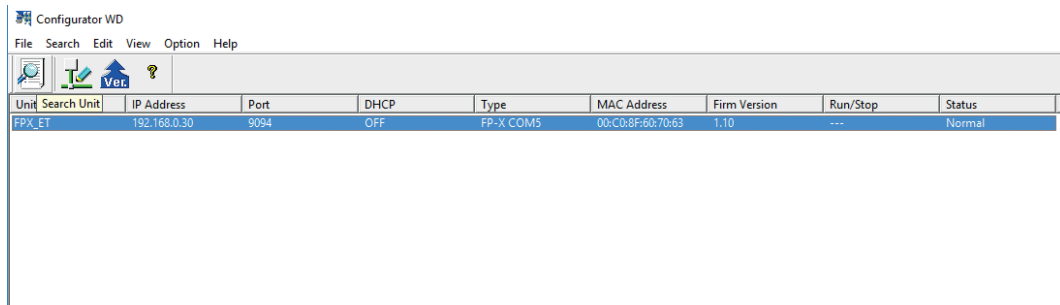 Configurator WD
File Search Edit View Option Help
Ver. ?
Unit Search Unit IP Address Port DHCP Type MAC Address Firm Version Run/Stop Status
FPX_ET 192.168.0.30 9094 OFF FP-X COM5 00:C0:8F:60:70:63 1.10 --- Normal